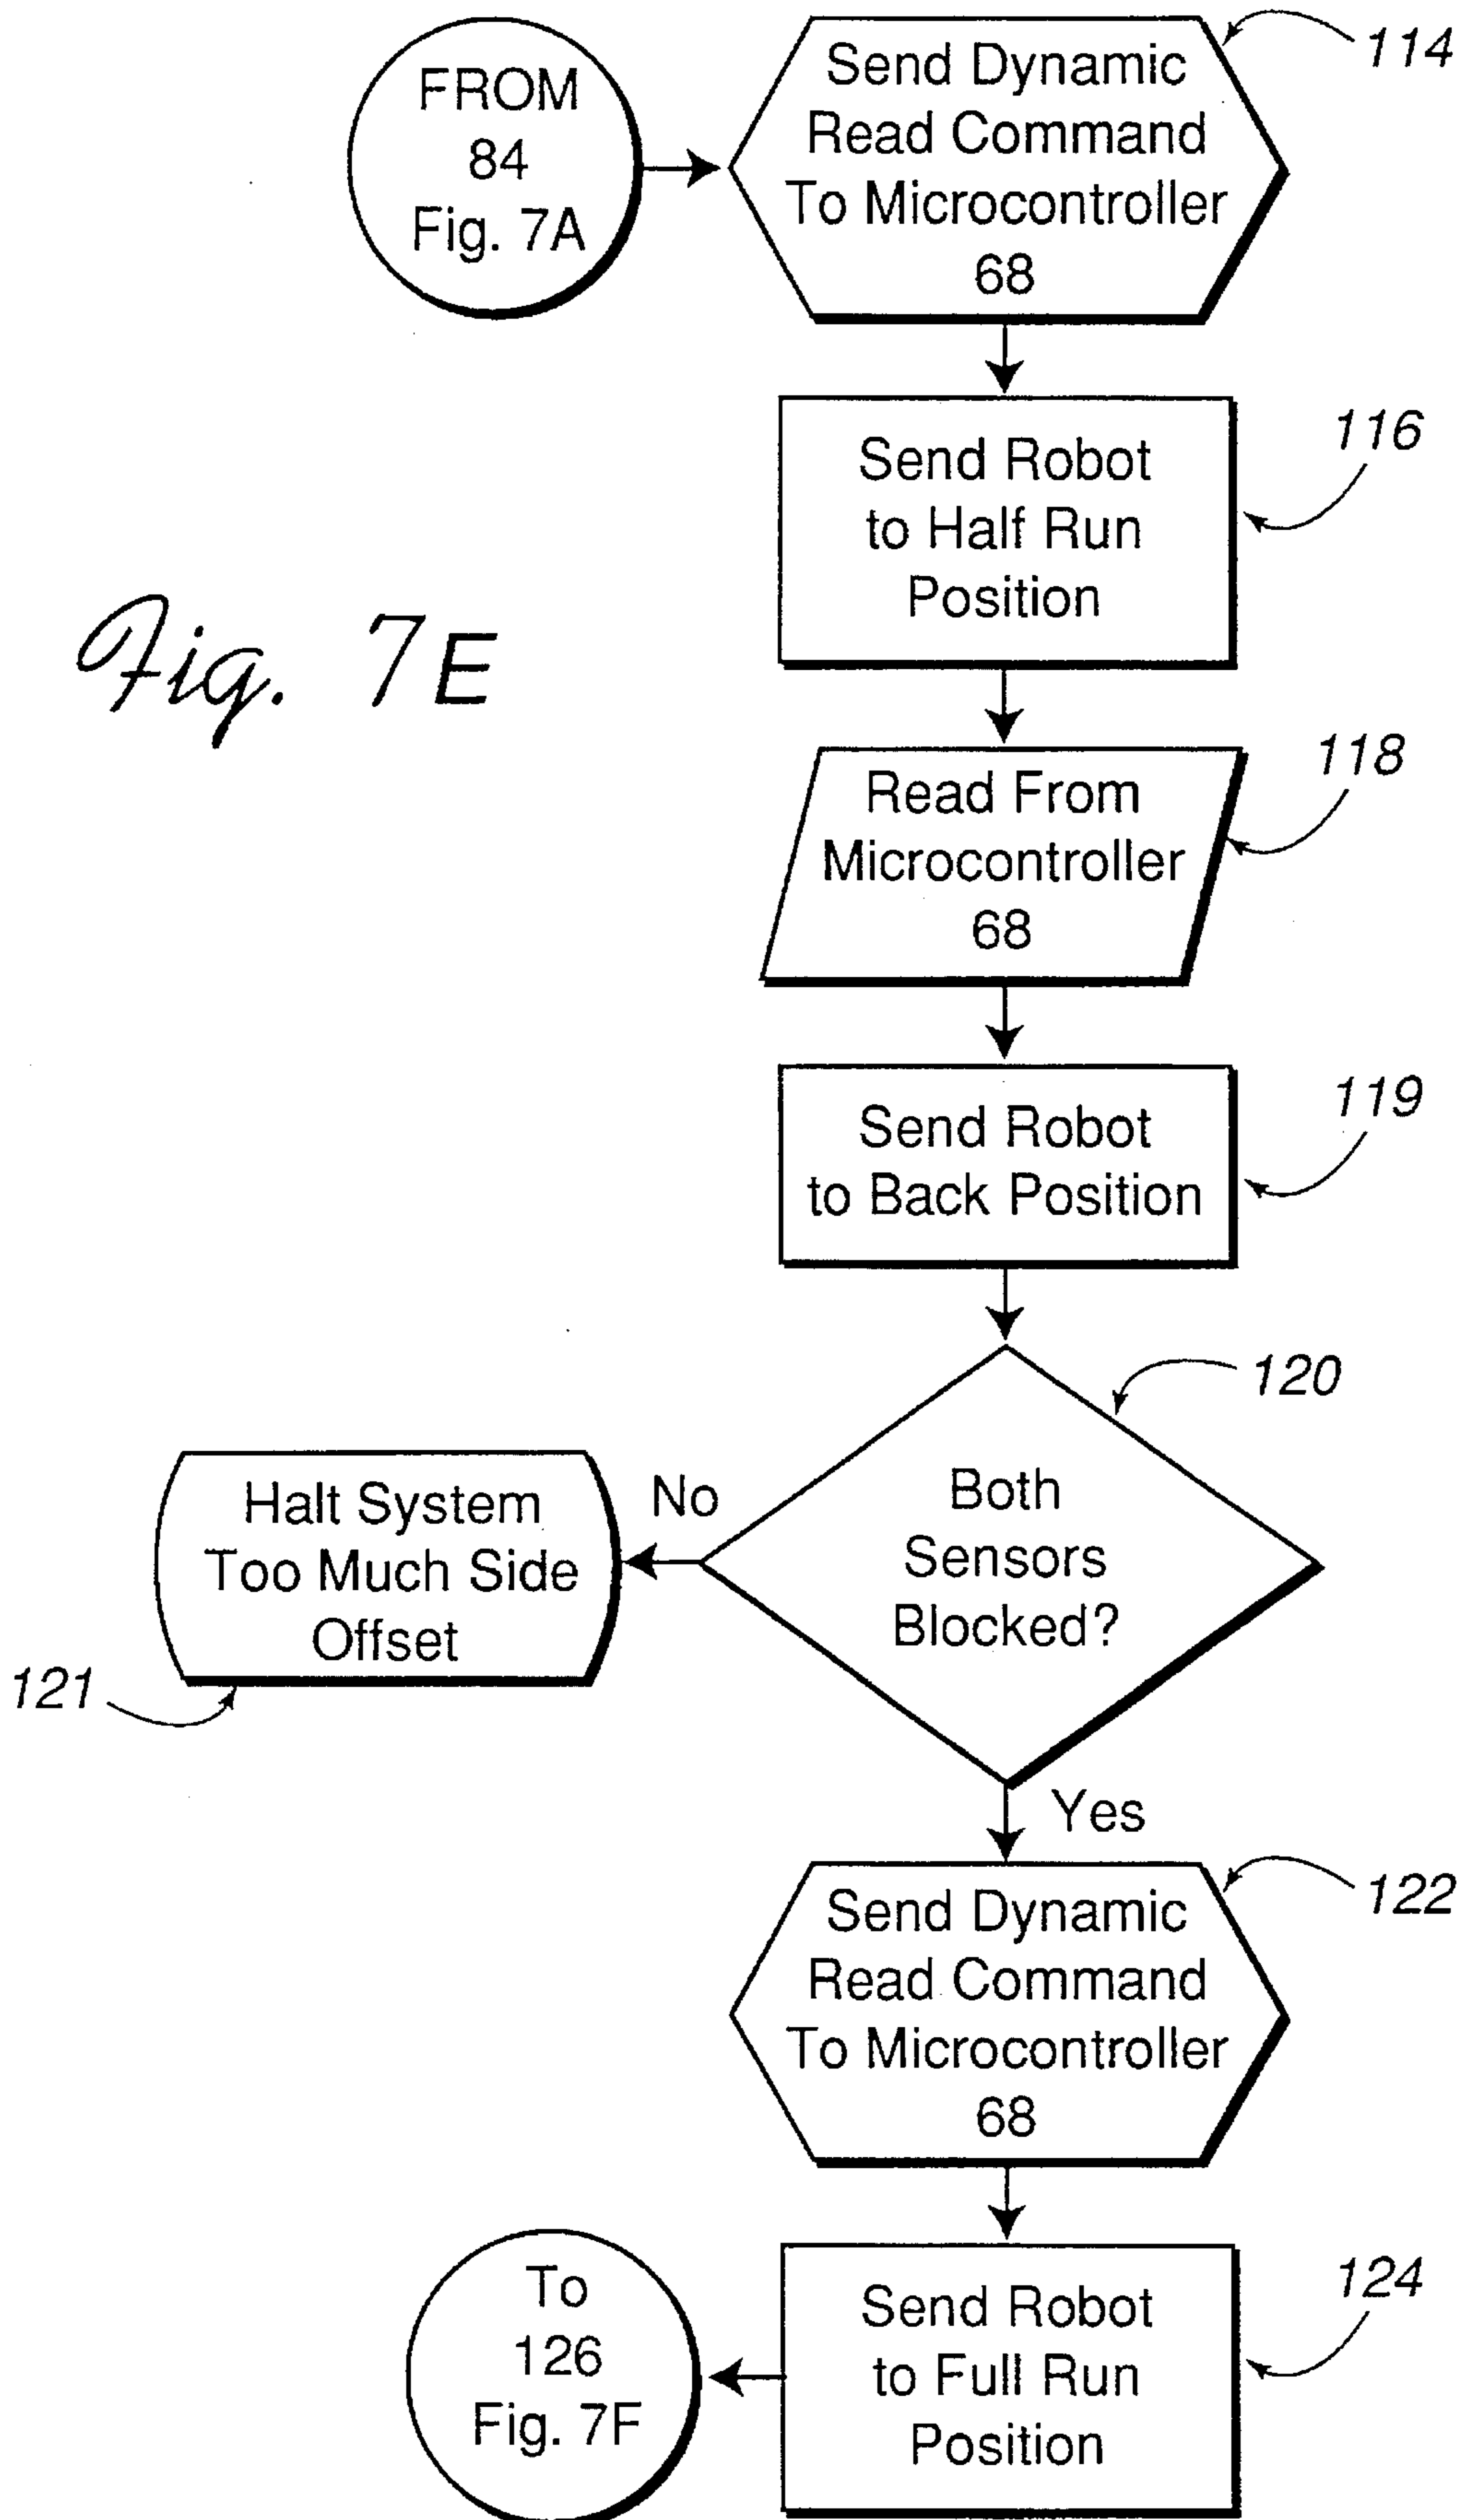 FROM
84
Fig. 7A
Send Dynamic
Read Command
To Microcontroller
68
114
Send Robot
to Half Run
Position
116
Fig. 7E
Read From
Microcontroller
68
118
Send Robot
to Back Position
119
Both
Sensors
Blocked?
120
No
Halt System
Too Much Side
Offset
121
Yes
Send Dynamic
Read Command
To Microcontroller
68
122
Send Robot
to Full Run
Position
124
To
126
Fig. 7F